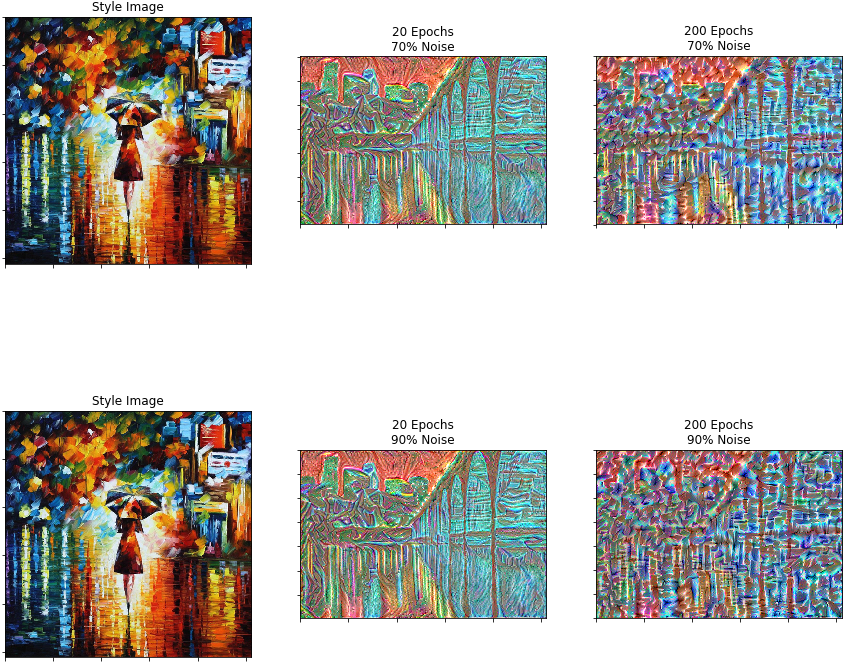 Style Image
20 Epochs
70% Noise
200 Epochs
70% Noise
Style Image
20 Epochs
90% Noise
200 Epochs
90% Noise